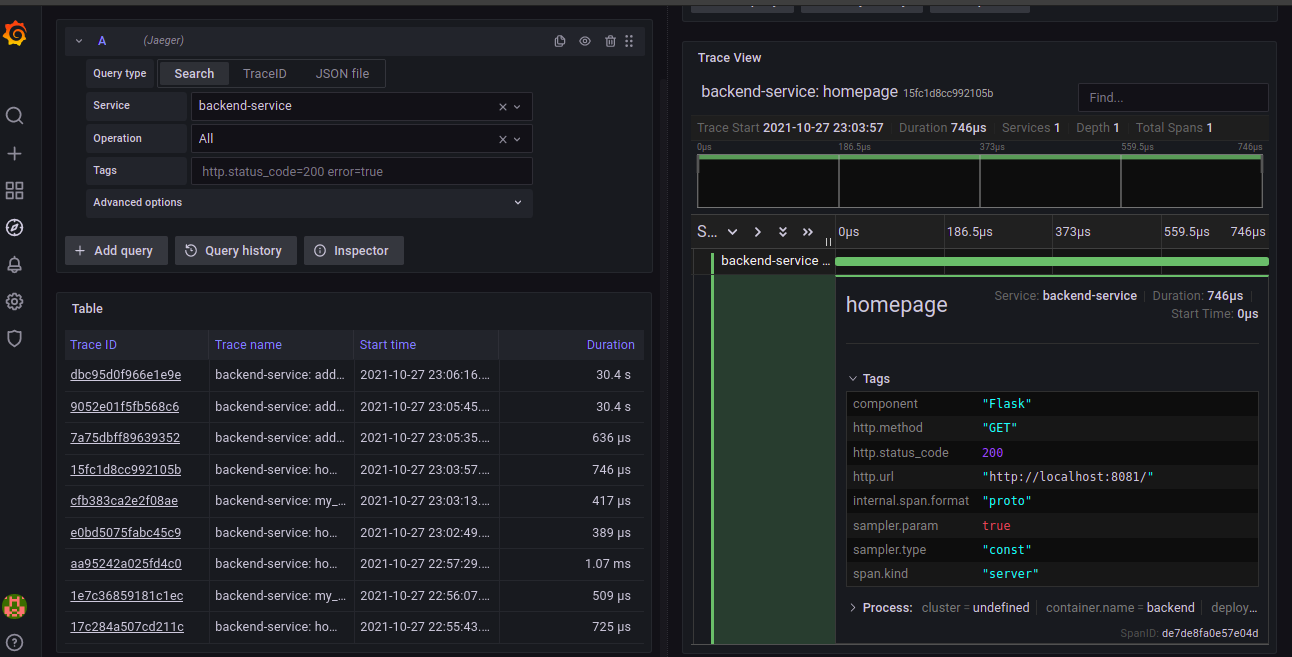 A (Jaeger)
Query type Search TraceID JSON file
Service backend-service
Operation All
Tags http.status_code=200 error=true
Advanced options
Add query Query history Inspector
Table
Trace ID Trace name Start time Duration
dbc95d0f966e1e9e backend-service: add... 2021-10-27 23:06:16.... 30.4 s
9052e01f5fb568c6 backend-service: add... 2021-10-27 23:05:45.... 30.4 s
7a75dbff89639352 backend-service: add... 2021-10-27 23:05:35.... 636 µs
15fc1d8cc992105b backend-service: ho... 2021-10-27 23:03:57.... 746 µs
cfb383ca2e2f08ae backend-service: my_... 2021-10-27 23:03:13.... 417 µs
e0bd5075fabc45c9 backend-service: ho... 2021-10-27 23:02:49.... 389 µs
aa95242a025fd4c0 backend-service: ho... 2021-10-27 22:57:29.... 1.07 ms
1e7c36859181c1ec backend-service: my_... 2021-10-27 22:56:07.... 509 µs
17c284a507cd211c backend-service: ho... 2021-10-27 22:55:43.... 725 µs
Trace View
backend-service: homepage 15fc1d8cc992105b Find...
Trace Start 2021-10-27 23:03:57 Duration 746µs Services 1 Depth 1 Total Spans 1
0µs 186.5µs 373µs 559.5µs 746µs
S... 0µs 186.5µs 373µs 559.5µs 746µs
backend-service ...
homepage Service: backend-service Duration: 746µs
Start Time: 0µs
Tags
component "Flask"
http.method "GET"
http.status_code 200
http.url "http://localhost:8081/"
internal.span.format "proto"
sampler.param true
sampler.type "const"
span.kind "server"
Process: cluster = undefined container.name = backend deploy...
SpanID: de7de8fa0e57e04d